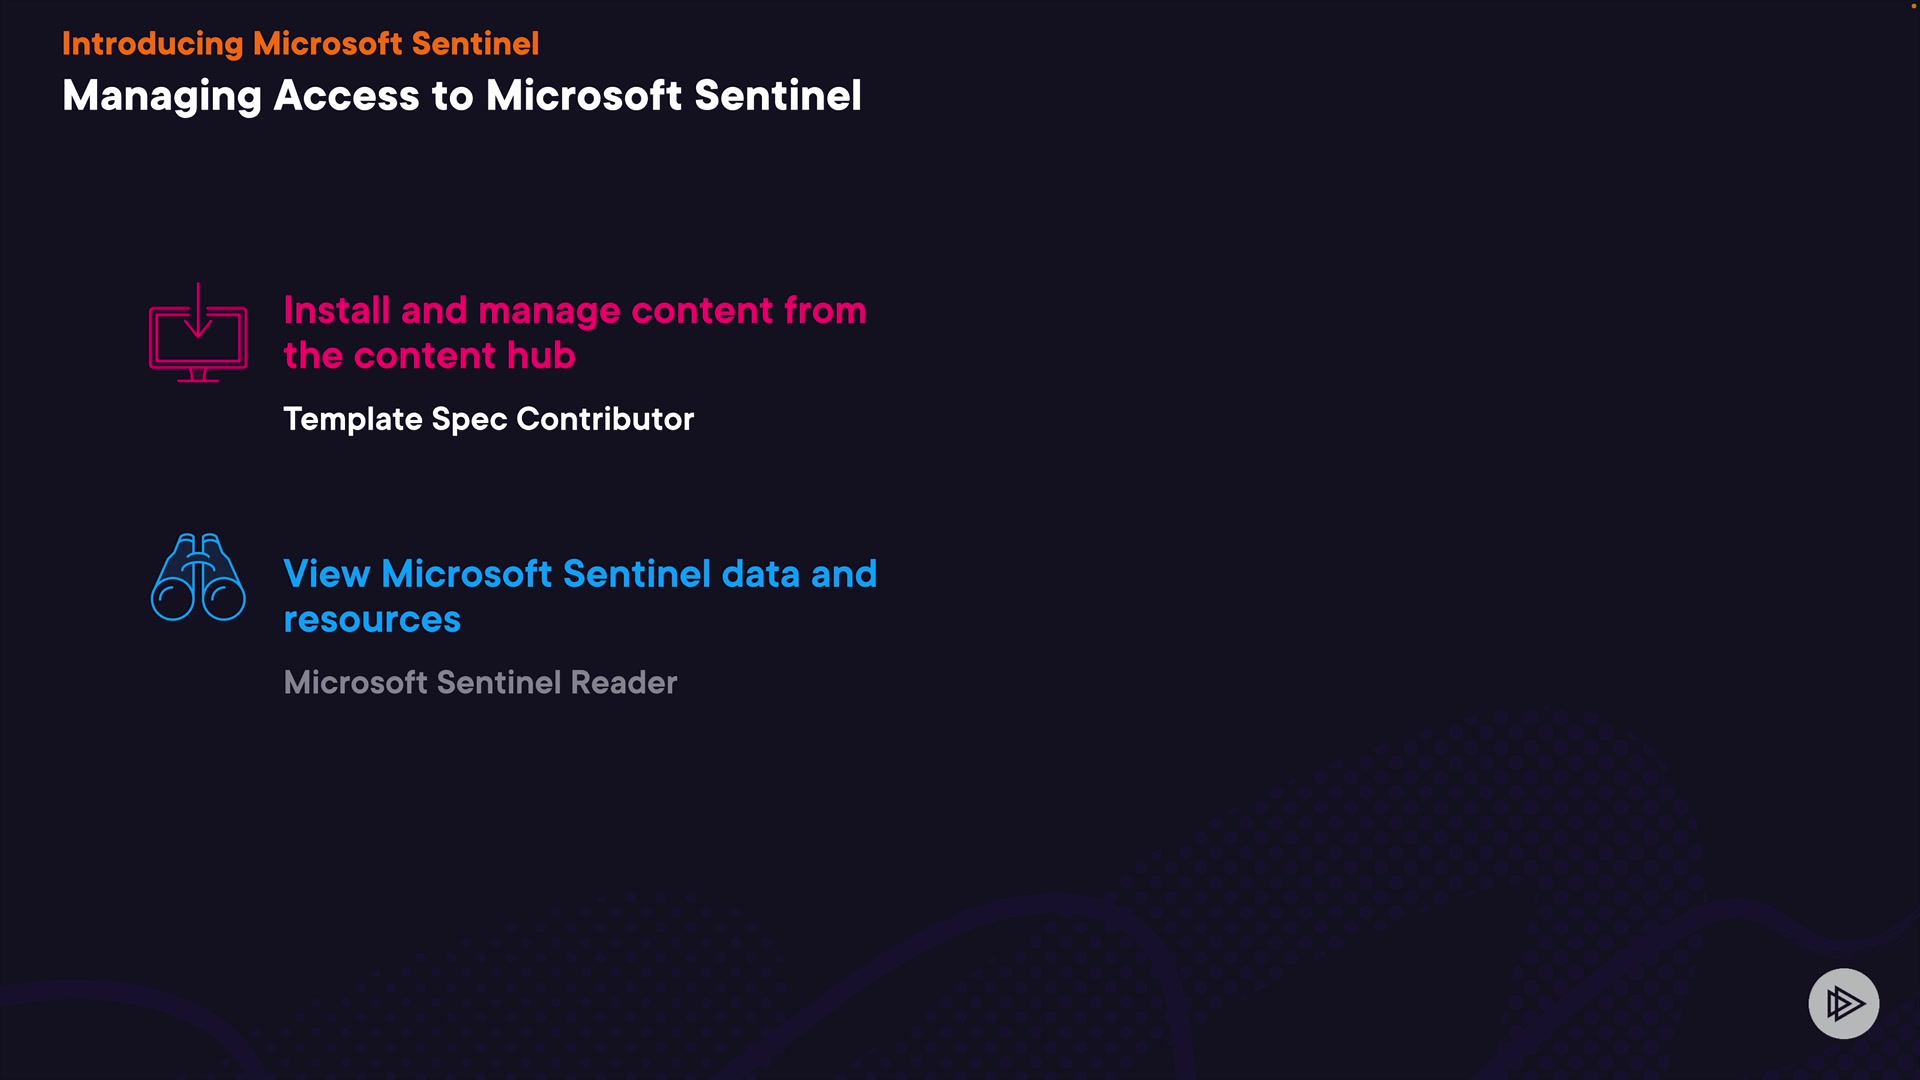 Introducing Microsoft Sentinel
Managing Access to Microsoft Sentinel
Install and manage content from
the content hub
Template Spec Contributor
View Microsoft Sentinel data and
resources
Microsoft Sentinel Reader